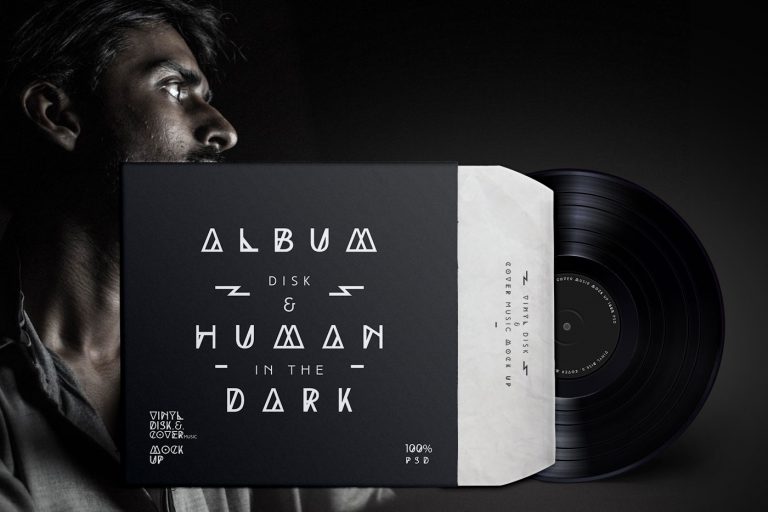 ALBUM
DISK
&
HUMAN
IN THE
DARK
VINYL
DISK &
COVER MUSIC
MOCK
UP
100%
PSD
VINYL DISK
&
COVER MUSIC MOCK UP